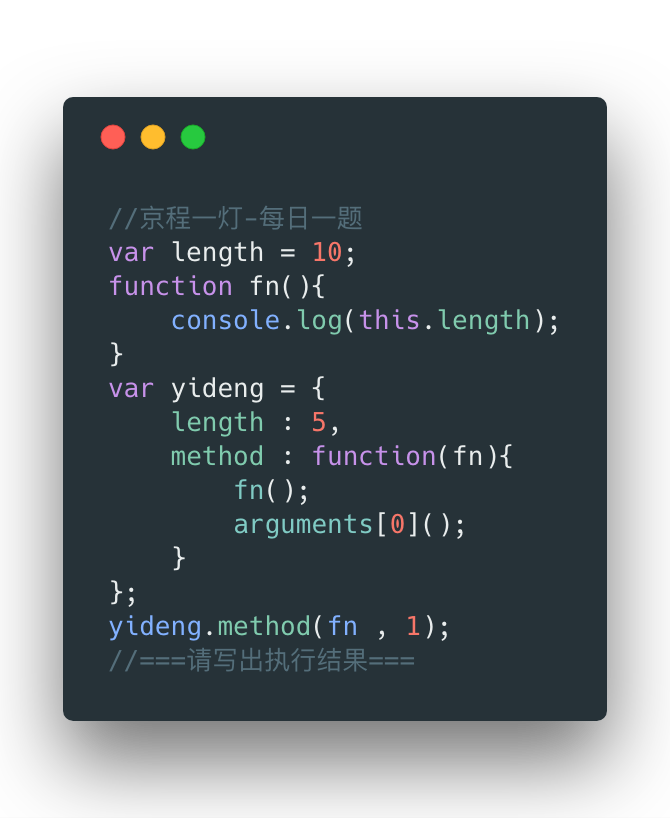 //京程一灯-每日一题
var length = 10;
function fn(){
    console.log(this.length);
}
var yideng = {
    length : 5,
    method : function(fn){
        fn();
        arguments[0]();
    }
};
yideng.method(fn , 1);
//===请写出执行结果===